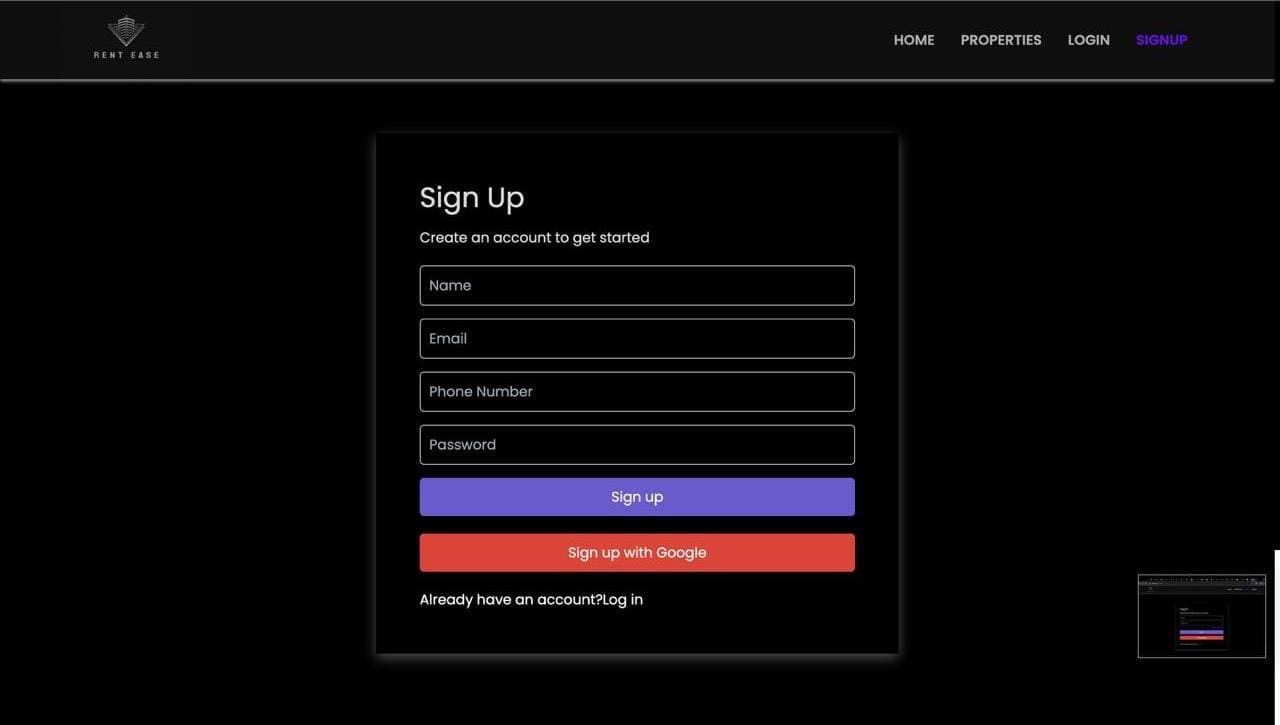 RENT EASE
HOME PROPERTIES LOGIN SIGNUP
Sign Up
Create an account to get started
Name
Email
Phone Number
Password
Sign up
Sign up with Google
Already have an account?Log in